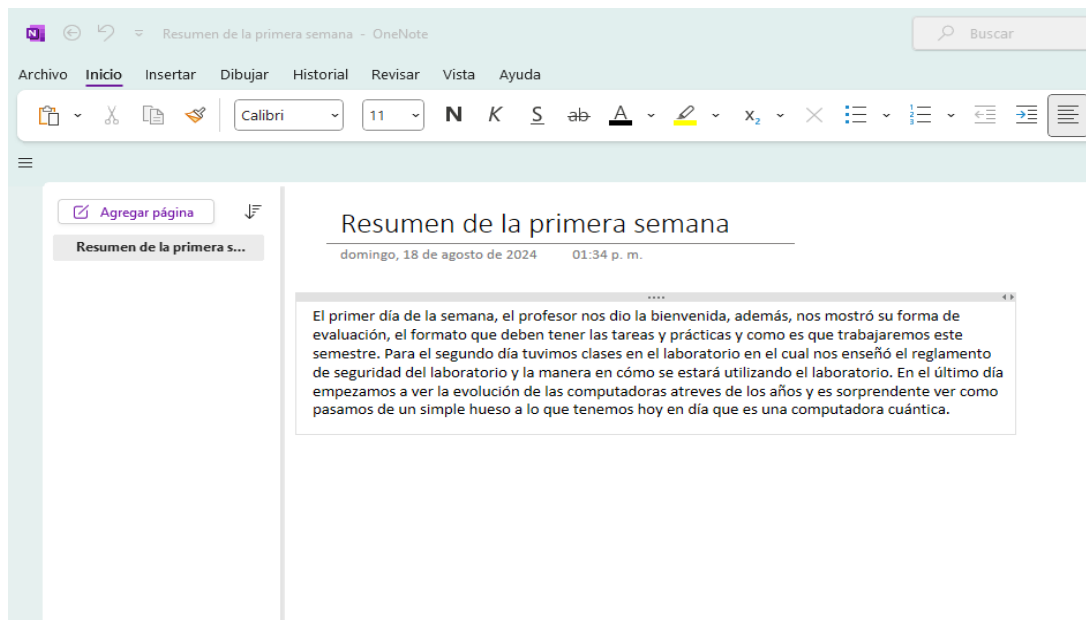 Resumen de la primera semana - OneNote
Buscar
Archivo Inicio Insertar Dibujar Historial Revisar Vista Ayuda
Calibri 11 N K S ab A x2
Agregar página
Resumen de la primera s...
Resumen de la primera semana
domingo, 18 de agosto de 2024 01:34 p. m.
El primer día de la semana, el profesor nos dio la bienvenida, además, nos mostró su forma de
evaluación, el formato que deben tener las tareas y prácticas y como es que trabajaremos este
semestre. Para el segundo día tuvimos clases en el laboratorio en el cual nos enseñó el reglamento
de seguridad del laboratorio y la manera en cómo se estará utilizando el laboratorio. En el último día
empezamos a ver la evolución de las computadoras atreves de los años y es sorprendente ver como
pasamos de un simple hueso a lo que tenemos hoy en día que es una computadora cuántica.